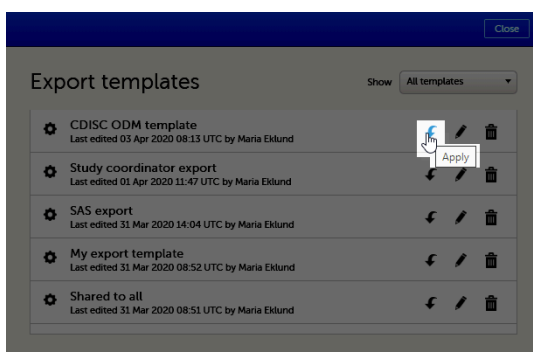 Close
Export templates
Show All templates
CDISC ODM template
Last edited 03 Apr 2020 08:13 UTC by Maria Eklund
Apply
Study coordinator export
Last edited 01 Apr 2020 11:47 UTC by Maria Eklund
SAS export
Last edited 31 Mar 2020 14:04 UTC by Maria Eklund
My export template
Last edited 31 Mar 2020 08:52 UTC by Maria Eklund
Shared to all
Last edited 31 Mar 2020 08:51 UTC by Maria Eklund